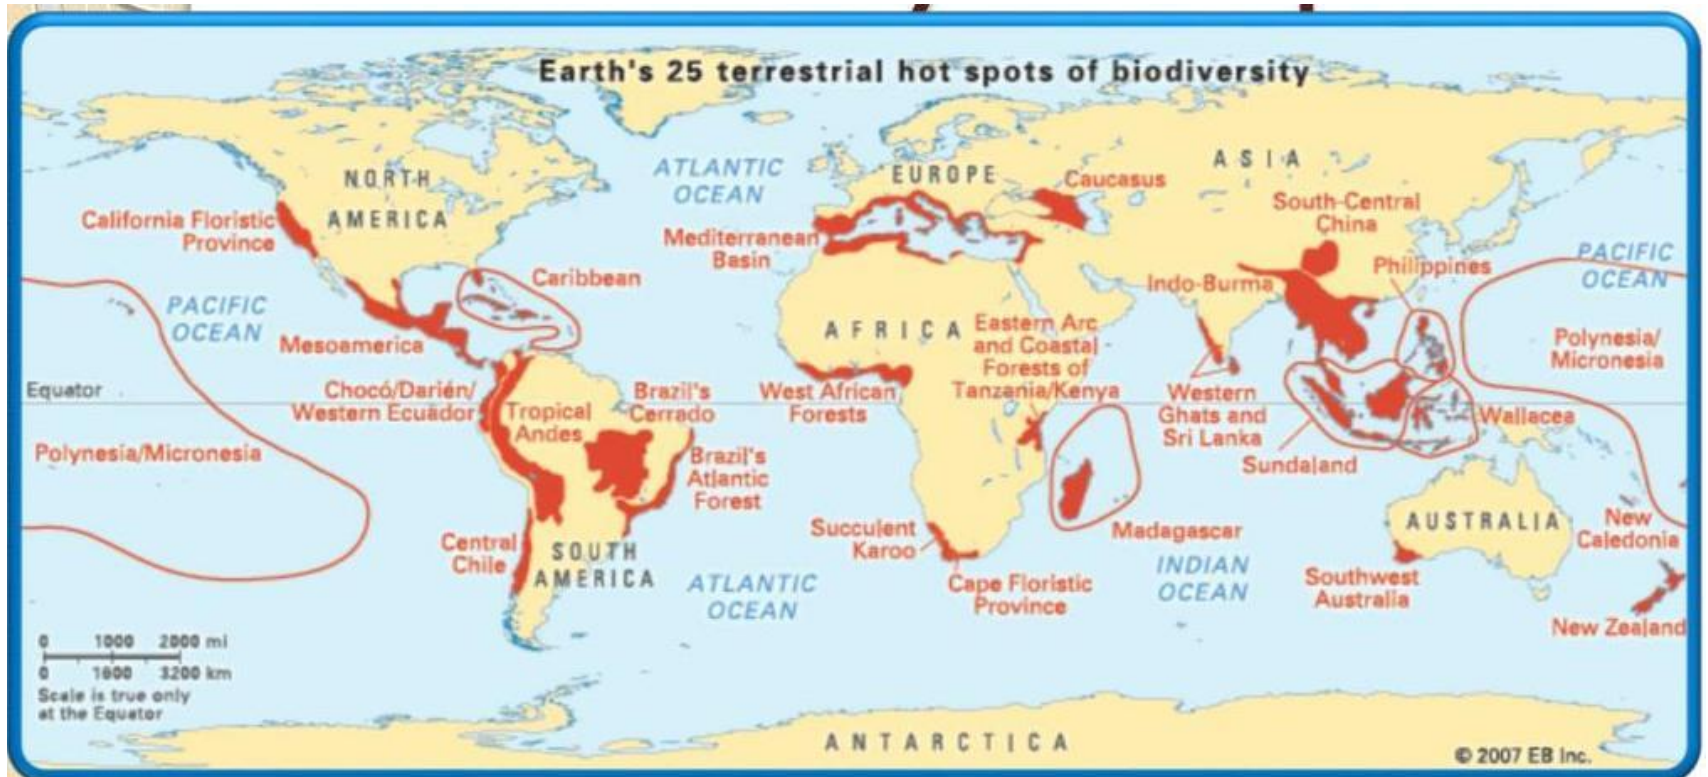 Earth's 25 terrestrial hot spots of biodiversity
NORTH
AMERICA
ATLANTIC
OCEAN
EUROPE
ASIA
Caucasus
California Floristic
Province
Mediterranean
Basin
South-Central
China
PACIFIC
OCEAN
Caribbean
Indo-Burma
Philippines
PACIFIC
OCEAN
Mesoamerica
AFRICA
Eastern Arc
and Coastal
Forests of
Tanzania/Kenya
Polynesia/
Micronesia
Equator
Chocó/Darién/
Western Ecuador
Tropical
Andes
Brazil's
Cerrado
West African
Forests
Western
Ghats and
Sri Lanka
Wallacea
Polynesia/Micronesia
Brazil's
Atlantic
Forest
Sundaland
Central
Chile
SOUTH
AMERICA
Succulent
Karoo
Madagascar
AUSTRALIA
New
Caledonia
ATLANTIC
OCEAN
Cape Floristic
Province
INDIAN
OCEAN
Southwest
Australia
New Zealand
0 1000 2000 mi
0 1600 3200 km
Scale is true only
at the Equator
ANTARCTICA
© 2007 EB Inc.